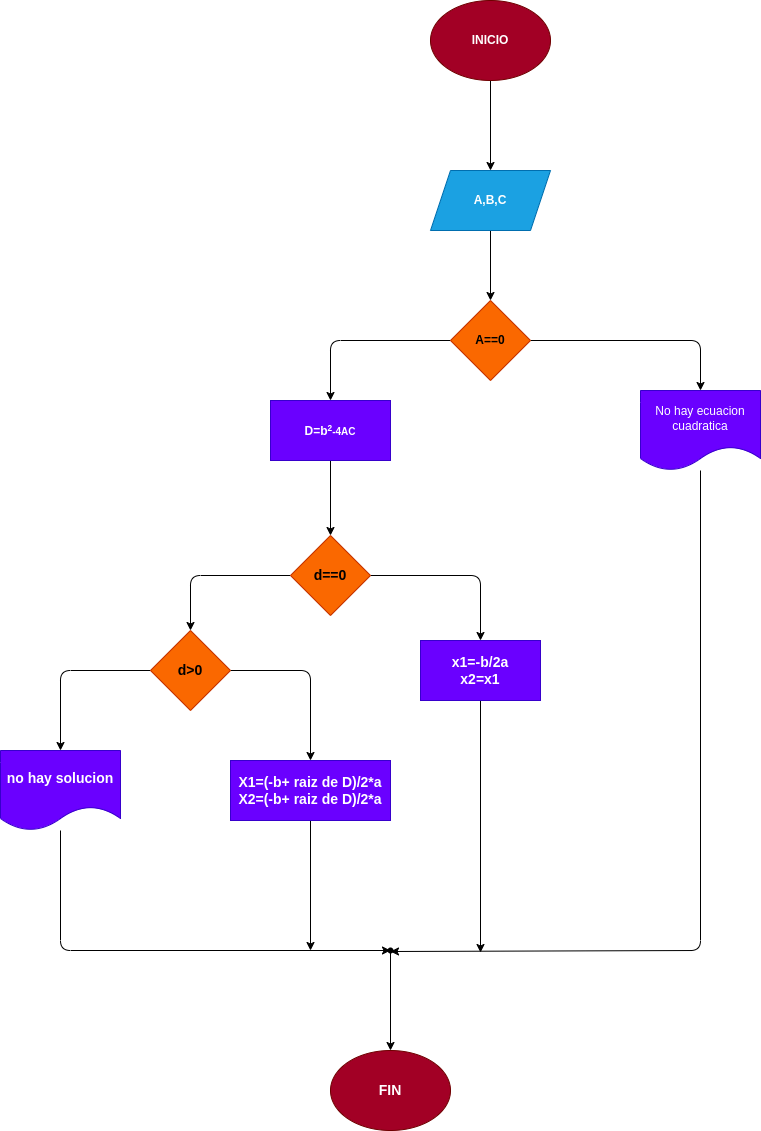 INICIO
A,B,C
A==0
D=b²-4AC
No hay ecuacion
cuadratica
d==0
d>0
x1=-b/2a
x2=x1
no hay solucion
X1=(-b+ raiz de D)/2*a
X2=(-b+ raiz de D)/2*a
FIN